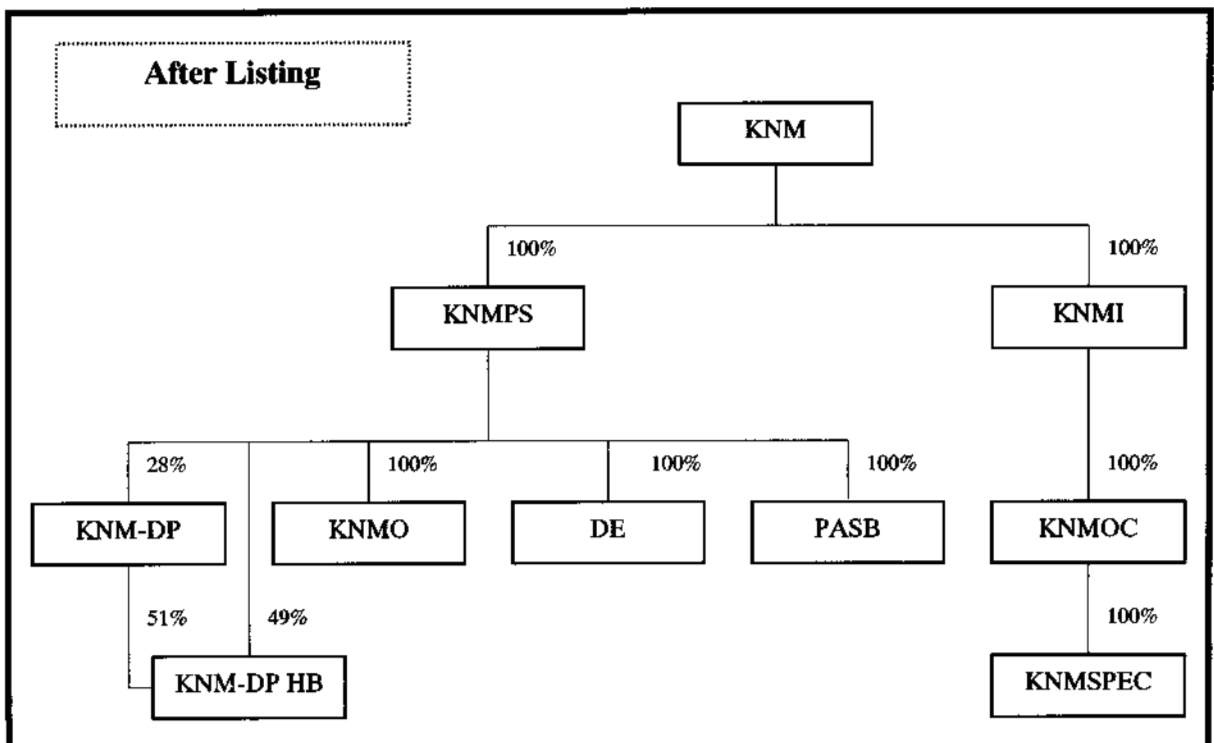 After Listing
KNM
100%
100%
KNMPS
KNMI
28%
100%
100%
100%
100%
KNM-DP
KNMO
DE
PASB
KNMOC
51%
49%
100%
KNM-DP HB
KNMSPEC